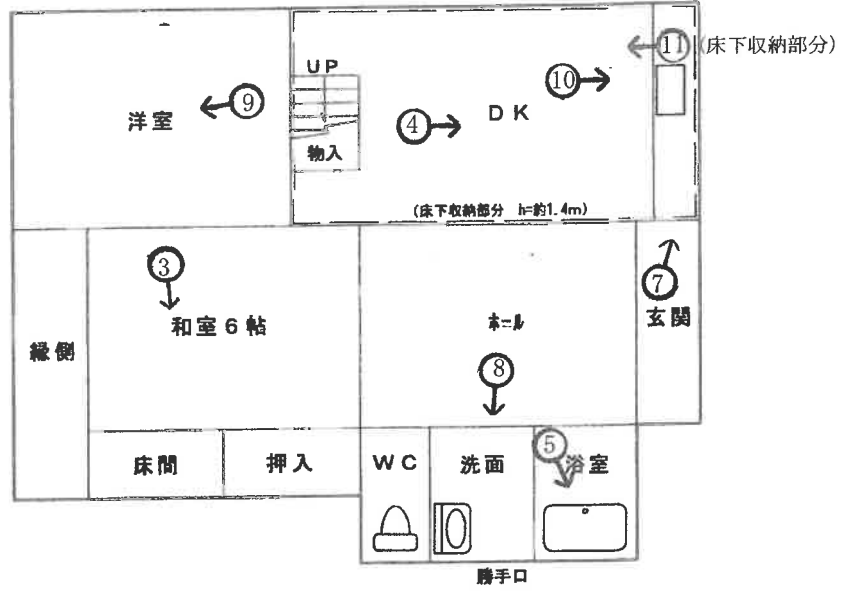 ⑪ (床下収納部分)
UP
⑩
⑨
洋室
④
DK
物入
(床下収納部分 h=約1.4m)
③
⑦
和室6帖
ホール
玄関
縁側
⑧
⑤
床間
押入
WC
洗面
浴室
勝手口